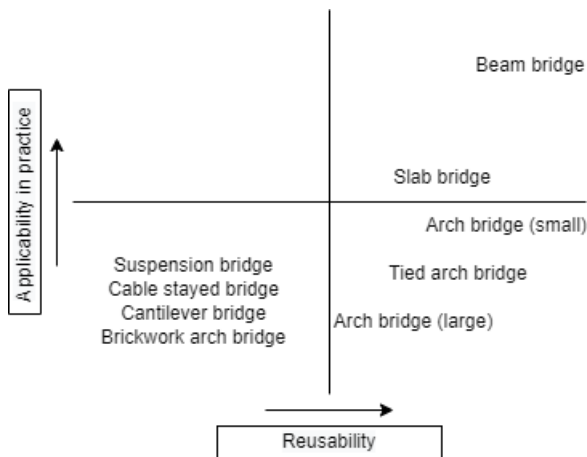 Beam bridge
Applicability in practice
Slab bridge
Arch bridge (small)
Suspension bridge
Cable stayed bridge
Cantilever bridge
Brickwork arch bridge
Tied arch bridge
Arch bridge (large)
Reusability